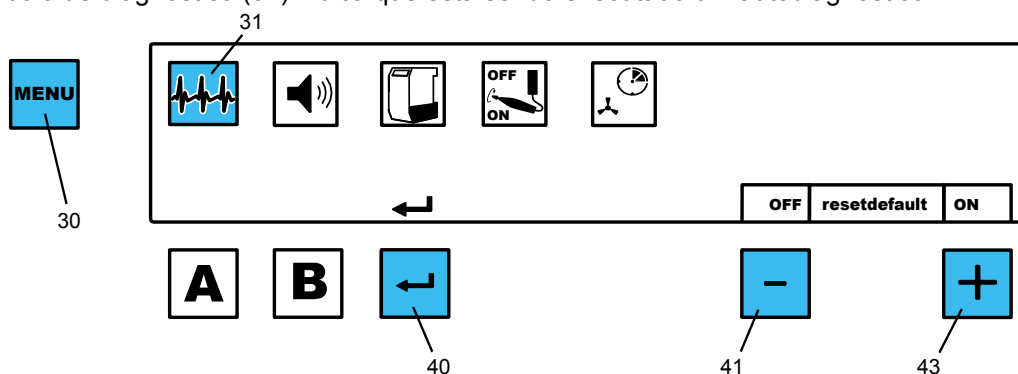 31
MENU
OFF
ON
30
OFF resetdefault ON
A B - +
40 41 43